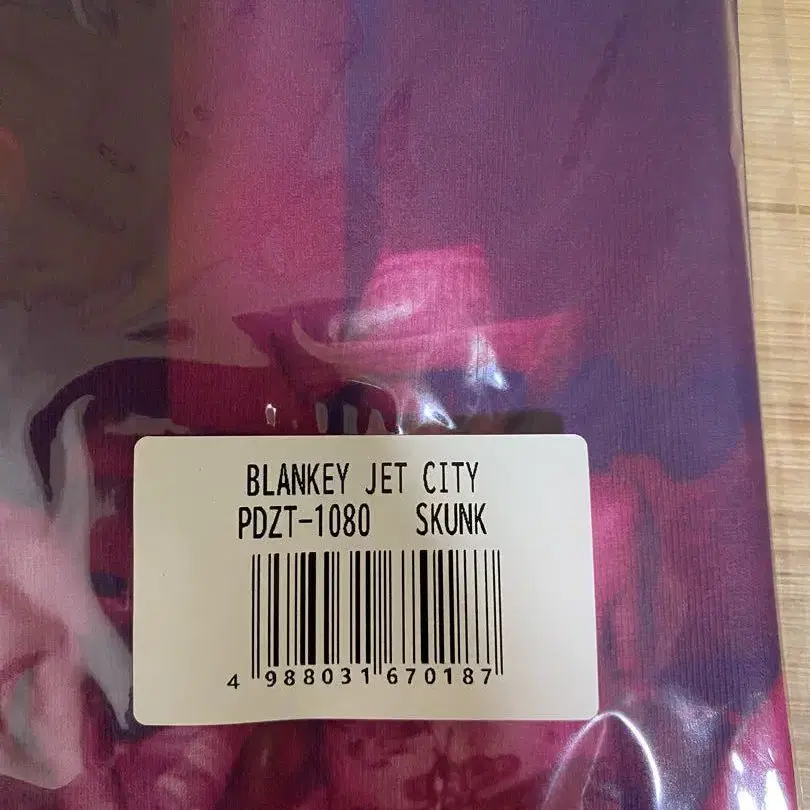 BLANKEY JET CITY
PDZT-1080 SKUNK
4 988031 670187